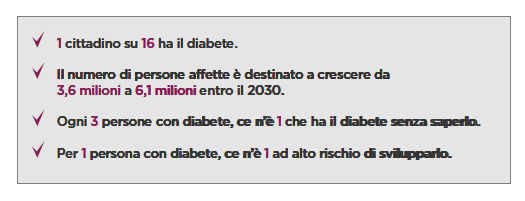 1 cittadino su 16 ha il diabete.
Il numero di persone affette è destinato a crescere da
3,6 milioni a 6,1 milioni entro il 2030.
Ogni 3 persone con diabete, ce n'è 1 che ha il diabete senza saperlo.
Per 1 persona con diabete, ce n'è 1 ad alto rischio di svilupparlo.